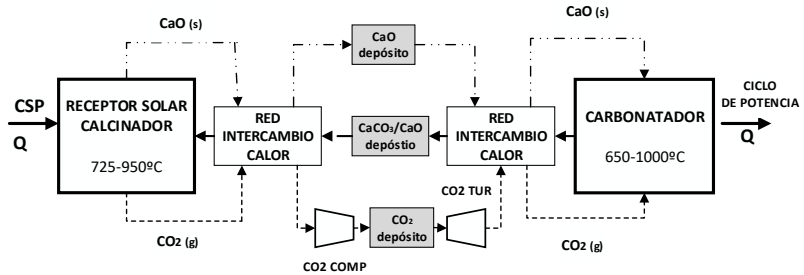 CaO (s)
CaO
depósito
CaO (s)
CSP
Q
RECEPTOR SOLAR
CALCINADOR
725-950ºC
RED
INTERCAMBIO
CALOR
CaCO3/CaO
depóstio
RED
INTERCAMBIO
CALOR
CARBONATADOR
650-1000ºC
CICLO
DE POTENCIA
Q
CO2 (g)
CO2 COMP
CO2
depósito
CO2 TUR
CO2 (g)